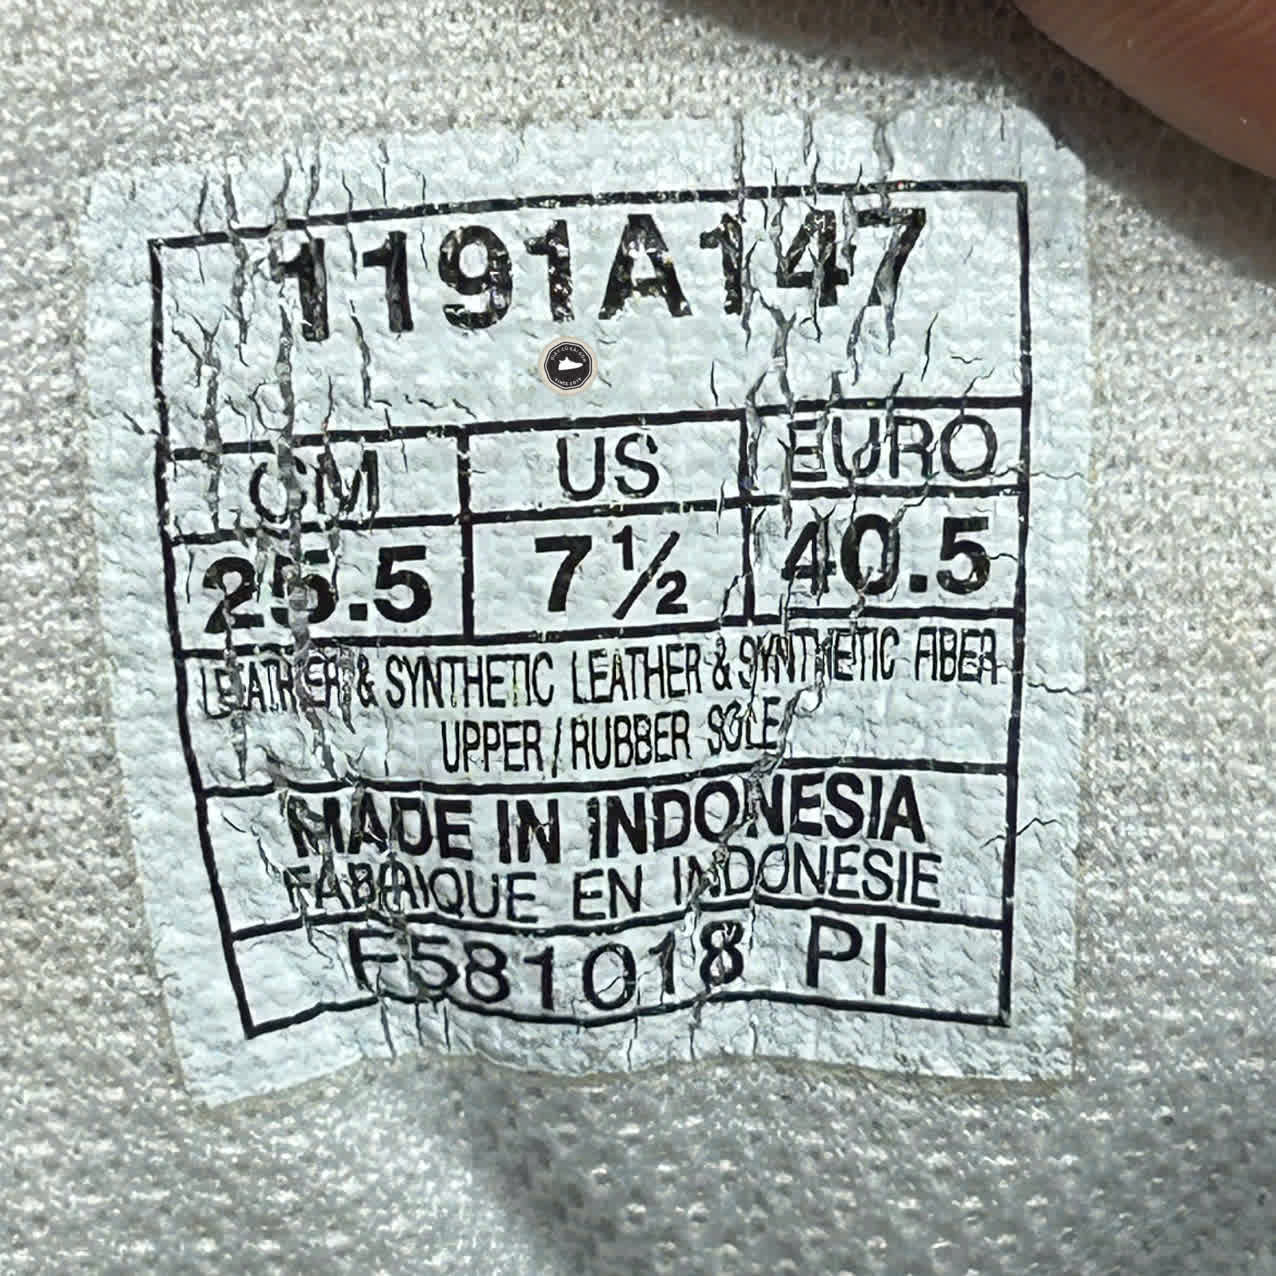 1191A147
CM US EURO
25.5 7½ 40.5
LEATHER & SYNTHETIC LEATHER & SYNTHETIC FIBER
UPPER / RUBBER SOLE
MADE IN INDONESIA
FABRIQUE EN INDONESIE
F581018 PI